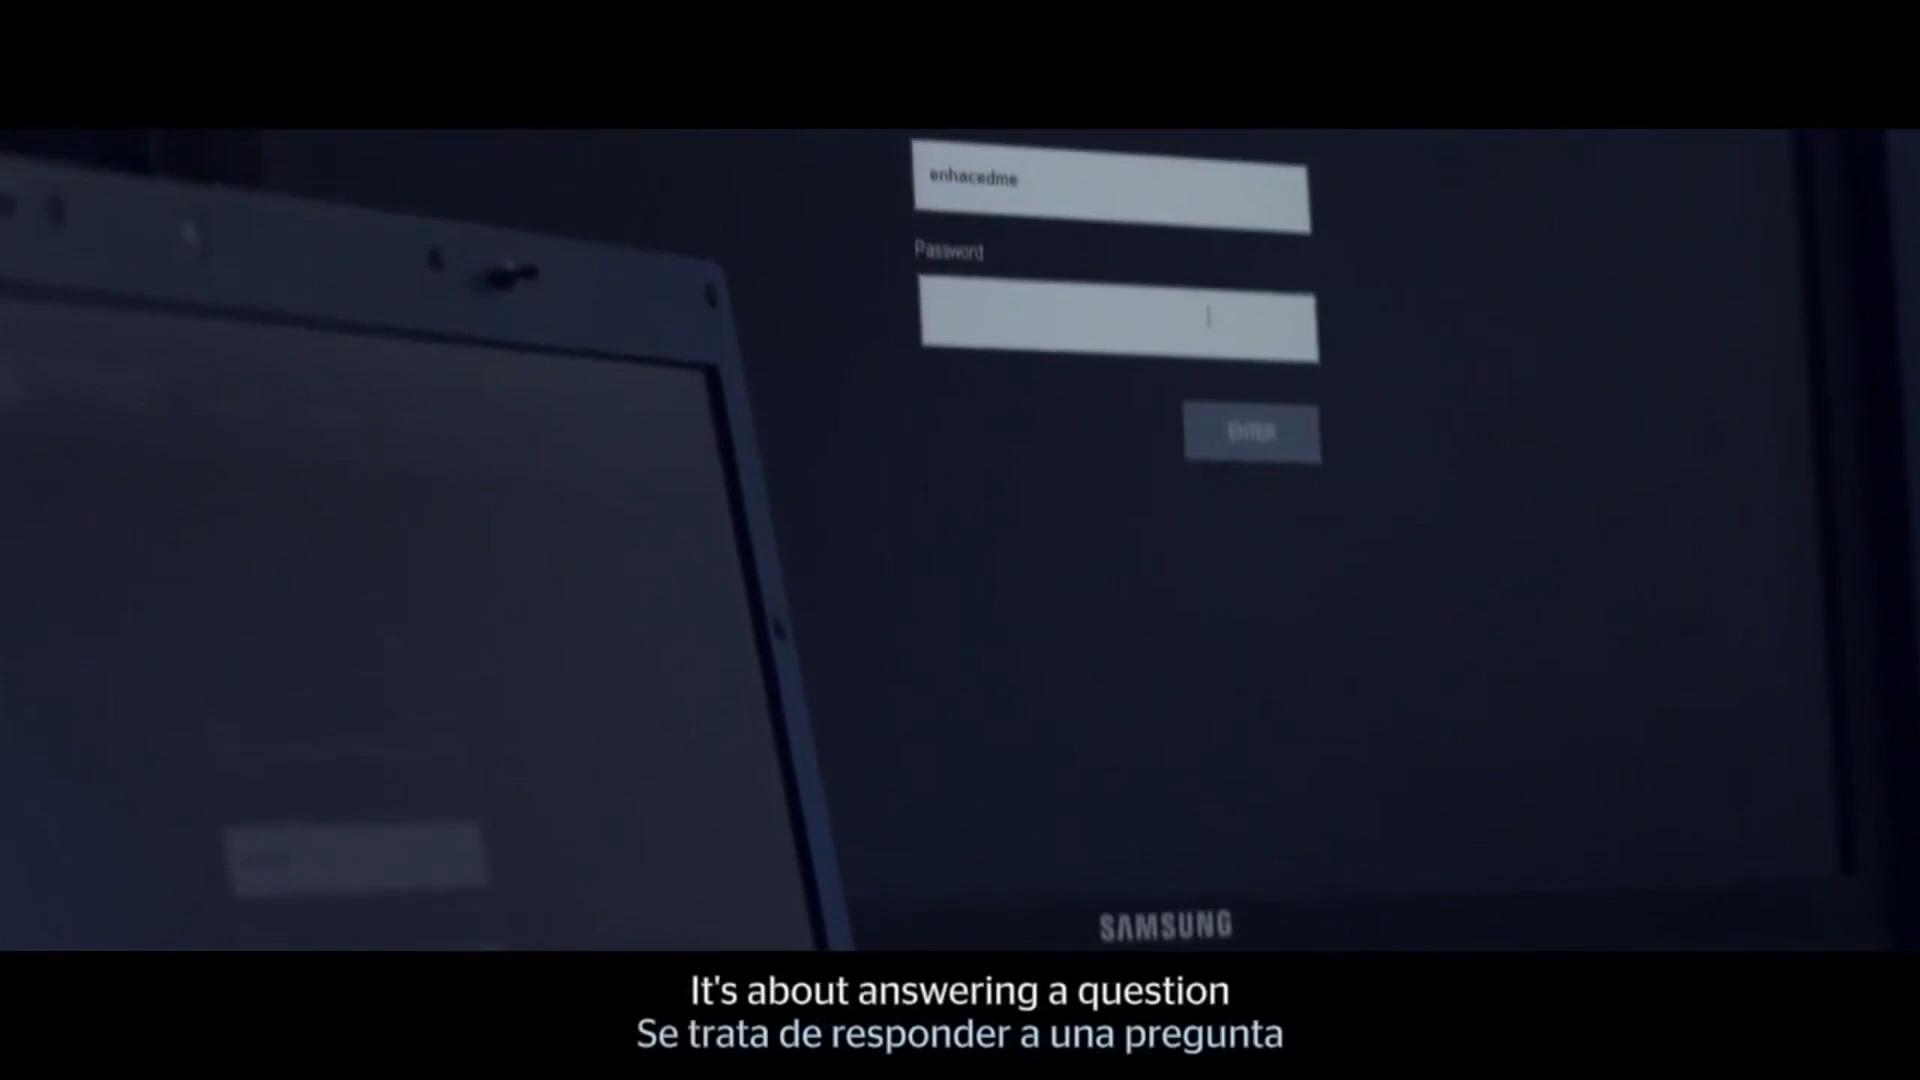 enhacedme
Password
ENTER
SAMSUNG
It's about answering a question
Se trata de responder a una pregunta